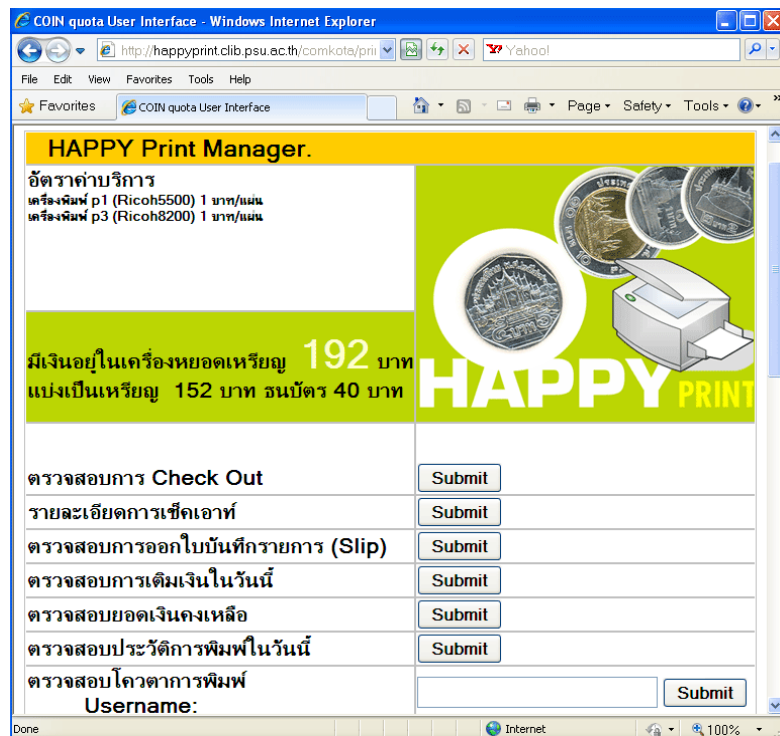 COIN quota User Interface - Windows Internet Explorer
http://happyprint.clib.psu.ac.th/comkota/prii
Yahoo!
File Edit View Favorites Tools Help
Favorites COIN quota User Interface Page Safety Tools
HAPPY Print Manager.
อัตราค่าบริการ
เครื่องพิมพ์ p1 (Ricoh5500) 1 บาท/แผ่น
เครื่องพิมพ์ p3 (Ricoh8200) 1 บาท/แผ่น
มีเงินอยู่ในเครื่องหยอดเหรียญ 192 บาท
แบ่งเป็นเหรียญ 152 บาท ธนบัตร 40 บาท
HAPPY PRINT
ตรวจสอบการ Check Out Submit
รายละเอียดการเช็คเอาท์ Submit
ตรวจสอบการออกใบบันทึกรายการ (Slip) Submit
ตรวจสอบการเติมเงินในวันนี้ Submit
ตรวจสอบยอดเงินคงเหลือ Submit
ตรวจสอบประวัติการพิมพ์ในวันนี้ Submit
ตรวจสอบโควตาการพิมพ์
Username: Submit
Done Internet 100%